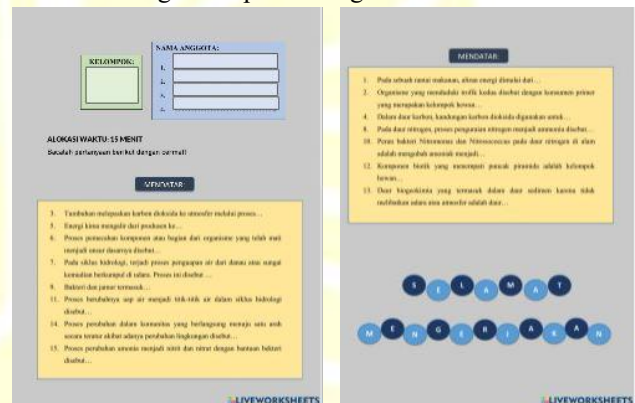 KELOMPOK:
NAMA ANGGOTA:
1.
2.
3.
4.
5.
ALOKASI WAKTU: 15 MENIT
Bacalah pertanyaan berikut dengan cermat!
MENDATAR:
3. Tumbuhan melepaskan karbon dioksida ke atmosfer melalui proses…
5. Energi kimia mengalir dari produsen ke…
6. Proses pemecahan komponen atau bagian dari organisme yang telah mati
menjadi unsur dasarnya disebut…
7. Pada siklus hidrologi, terjadi proses penguapan air dari danau atau sungai
kemudian berkumpul di udara. Proses ini disebut …
9. Bakteri dan jamur termasuk…
11. Proses berubahnya uap air menjadi titik-titik air dalam siklus hidrologi
disebut…
14. Proses perubahan dalam komunitas yang berlangsung menuju satu arah
secara teratur akibat adanya perubahan lingkungan disebut…
15. Proses perubahan amonia menjadi nitrit dan nitrat dengan bantuan bakteri
disebut…
LIVEWORKSHEETS
MENDATAR:
1. Pada sebuah rantai makanan, aliran energi dimulai dari…
2. Organisme yang menduduki trofik kedua disebut dengan konsumen primer
yang merupakan kelompok hewan…
4. Dalam daur karbon, kandungan karbon dioksida digunakan untuk…
8. Pada daur nitrogen, proses penguraian nitrogen menjadi ammonia disebut…
10. Peran bakteri Nitrosomonas dan Nitrosococcus pada daur nitrogen di alam
adalah mengubah amoniak menjadi…
12. Komponen biotik yang menempati puncak piramida adalah kelompok
hewan…
13. Daur biogeokimia yang termasuk dalam daur sedimen karena tidak
melibatkan udara atau atmosfer adalah daur…
SELAMAT
MENGERJAKAN
LIVEWORKSHEETS